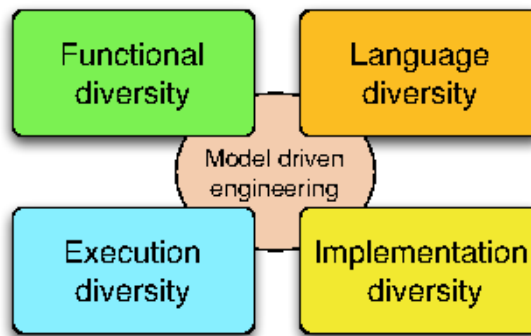 Functional
diversity
Language
diversity
Model driven
engineering
Execution
diversity
Implementation
diversity